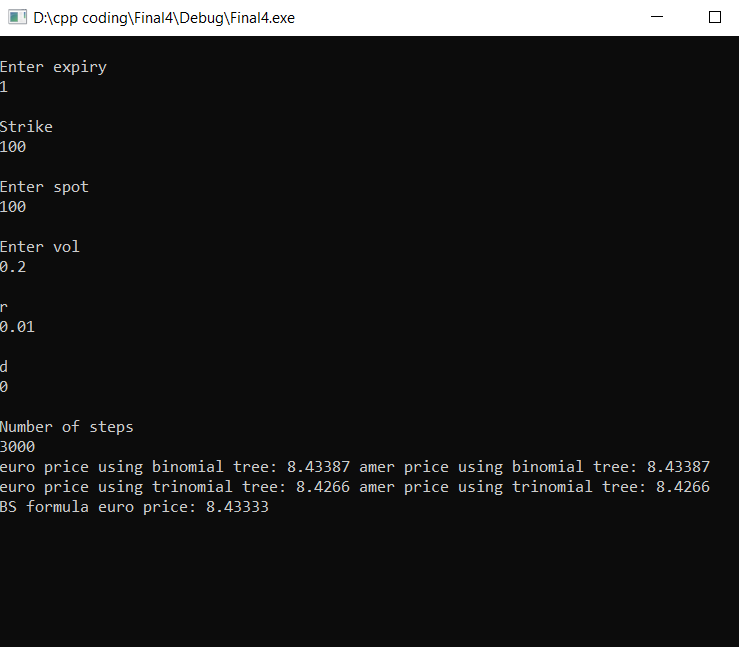 D:\cpp coding\Final4\Debug\Final4.exe
Enter expiry
1
Strike
100
Enter spot
100
Enter vol
0.2
r
0.01
d
0
Number of steps
3000
euro price using binomial tree: 8.43387 amer price using binomial tree: 8.43387
euro price using trinomial tree: 8.4266 amer price using trinomial tree: 8.4266
BS formula euro price: 8.43333